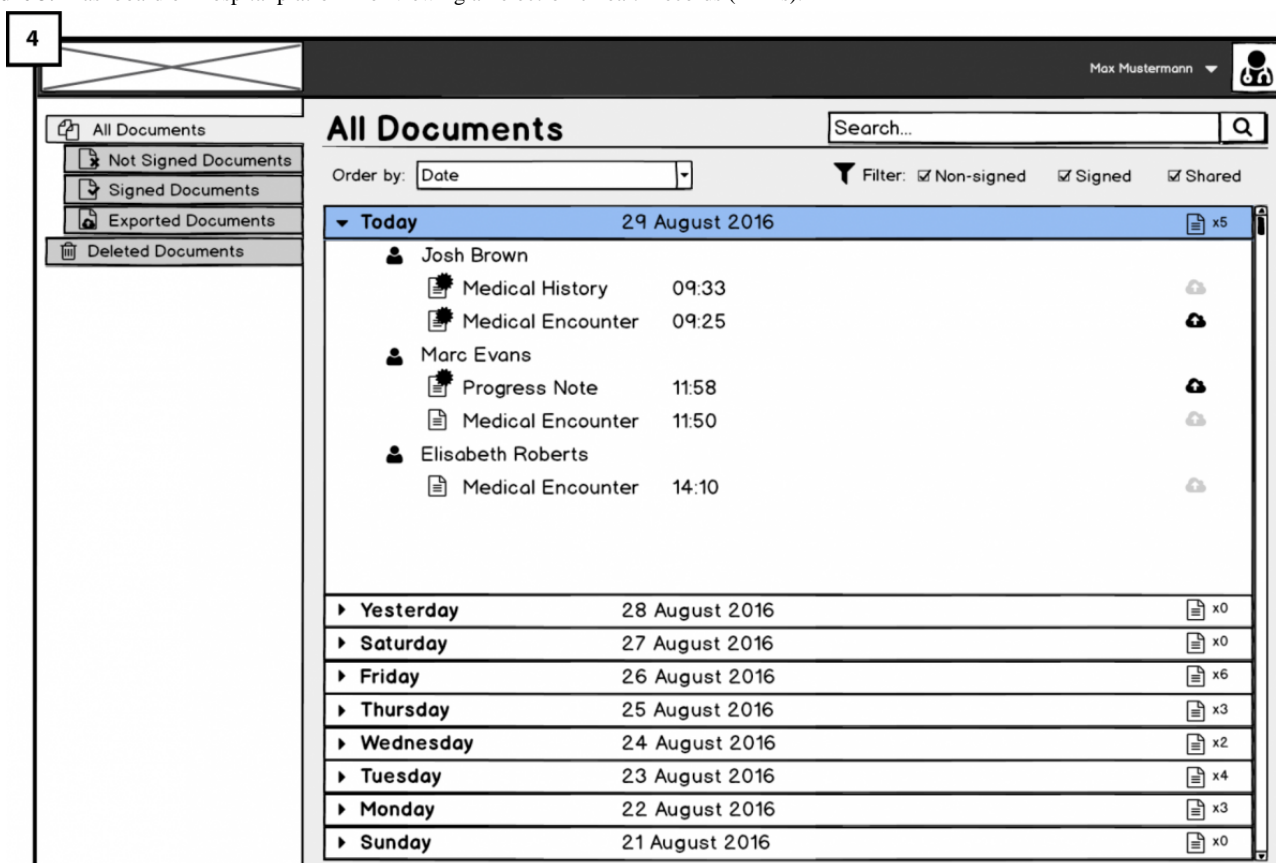 4
Max Mustermann
All Documents
Not Signed Documents
Signed Documents
Exported Documents
Deleted Documents
All Documents
Search...
Order by: Date
Filter: Non-signed Signed Shared
Today 29 August 2016 x5
Josh Brown
Medical History 09:33
Medical Encounter 09:25
Marc Evans
Progress Note 11:58
Medical Encounter 11:50
Elisabeth Roberts
Medical Encounter 14:10
Yesterday 28 August 2016 x0
Saturday 27 August 2016 x0
Friday 26 August 2016 x6
Thursday 25 August 2016 x3
Wednesday 24 August 2016 x2
Tuesday 23 August 2016 x4
Monday 22 August 2016 x3
Sunday 21 August 2016 x0